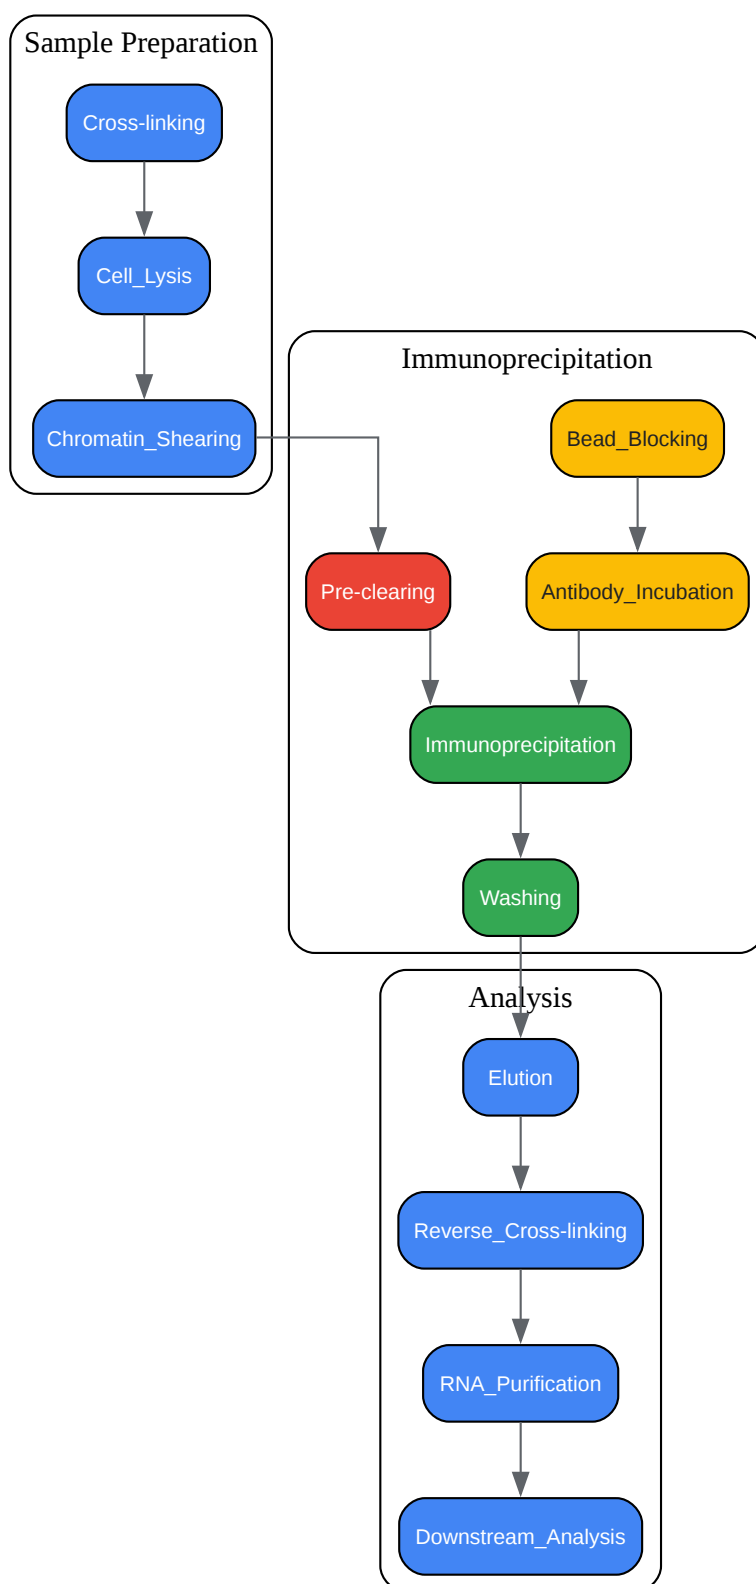 Sample Preparation
Cross-linking
Cell_Lysis
Chromatin_Shearing
Immunoprecipitation
Bead_Blocking
Pre-clearing
Antibody_Incubation
Immunoprecipitation
Washing
Analysis
Elution
Reverse_Cross-linking
RNA_Purification
Downstream_Analysis